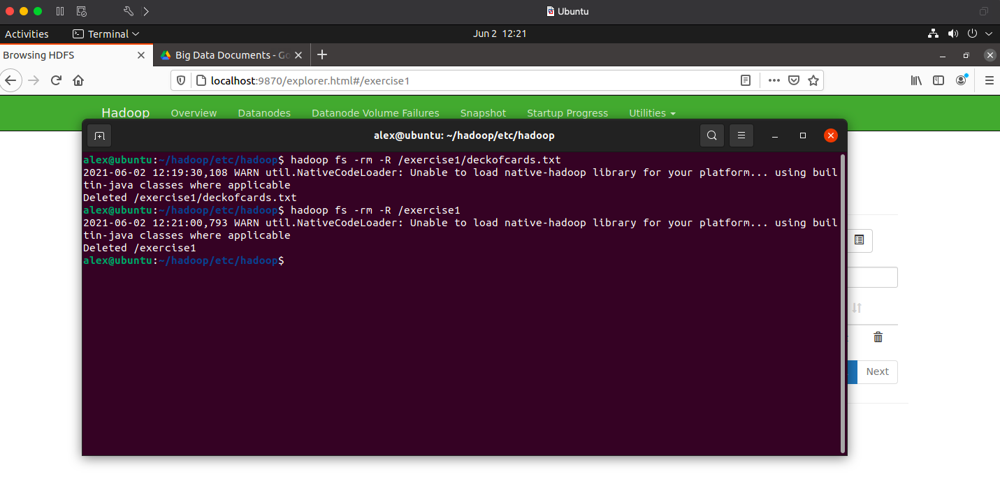 Ubuntu
Activities
Terminal
Jun 2 12:21
Browsing HDFS
Big Data Documents - Go
localhost:9870/explorer.html#/exercise1
Hadoop Overview Datanodes Datanode Volume Failures Snapshot Startup Progress Utilities
alex@ubuntu: ~/hadoop/etc/hadoop
alex@ubuntu:~/hadoop/etc/hadoop$ hadoop fs -rm -R /exercise1/deckofcards.txt
2021-06-02 12:19:30,108 WARN util.NativeCodeLoader: Unable to load native-hadoop library for your platform... using buil
tin-java classes where applicable
Deleted /exercise1/deckofcards.txt
alex@ubuntu:~/hadoop/etc/hadoop$ hadoop fs -rm -R /exercise1
2021-06-02 12:21:00,793 WARN util.NativeCodeLoader: Unable to load native-hadoop library for your platform... using buil
tin-java classes where applicable
Deleted /exercise1
alex@ubuntu:~/hadoop/etc/hadoop$
Next